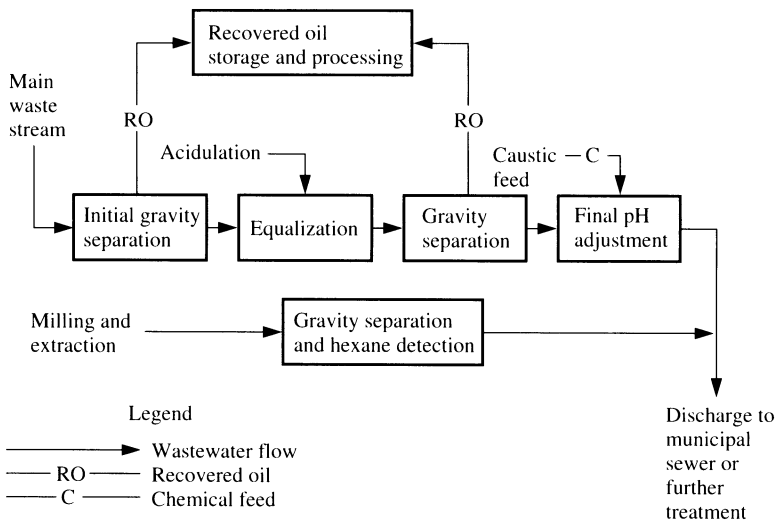 Recovered oil
storage and processing
Main
waste
stream
RO
RO
Acidulation
Caustic
feed
C
Initial gravity
separation
Equalization
Gravity
separation
Final pH
adjustment
Milling and
extraction
Gravity separation
and hexane detection
Discharge to
municipal
sewer or
further
treatment
Legend
Wastewater flow
RO
Recovered oil
C
Chemical feed